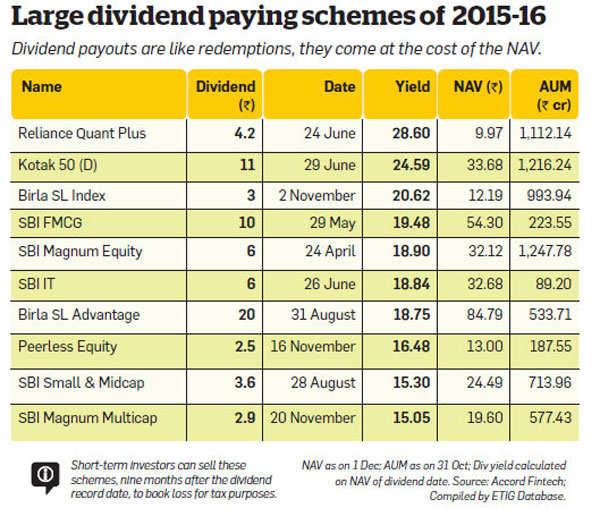 Large dividend paying schemes of 2015-16
Dividend payouts are like redemptions, they come at the cost of the NAV.
Name Dividend (₹) Date Yield NAV (₹) AUM (₹ cr)
Reliance Quant Plus 4.2 24 June 28.60 9.97 1,112.14
Kotak 50 (D) 11 29 June 24.59 33.68 1,216.24
Birla SL Index 3 2 November 20.62 12.19 993.94
SBI FMCG 10 29 May 19.48 54.30 223.55
SBI Magnum Equity 6 24 April 18.90 32.12 1,247.78
SBI IT 6 26 June 18.84 32.68 89.20
Birla SL Advantage 20 31 August 18.75 84.79 533.71
Peerless Equity 2.5 16 November 16.48 13.00 187.55
SBI Small & Midcap 3.6 28 August 15.30 24.49 713.96
SBI Magnum Multicap 2.9 20 November 15.05 19.60 577.43
Short-term investors can sell these
schemes, nine months after the dividend
record date, to book loss for tax purposes.
NAV as on 1 Dec; AUM as on 31 Oct; Div yield calculated
on NAV of dividend date. Source: Accord Fintech;
Compiled by ETIG Database.